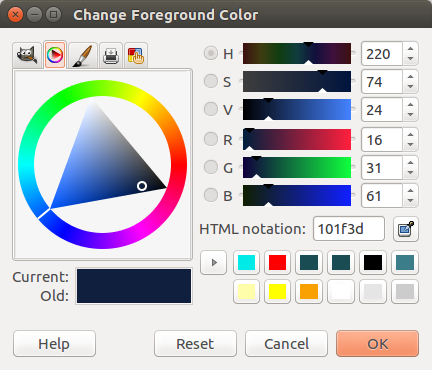 Change Foreground Color
H 220
S 74
V 24
R 16
G 31
B 61
HTML notation: 101f3d
Current:
Old:
Help Reset Cancel OK